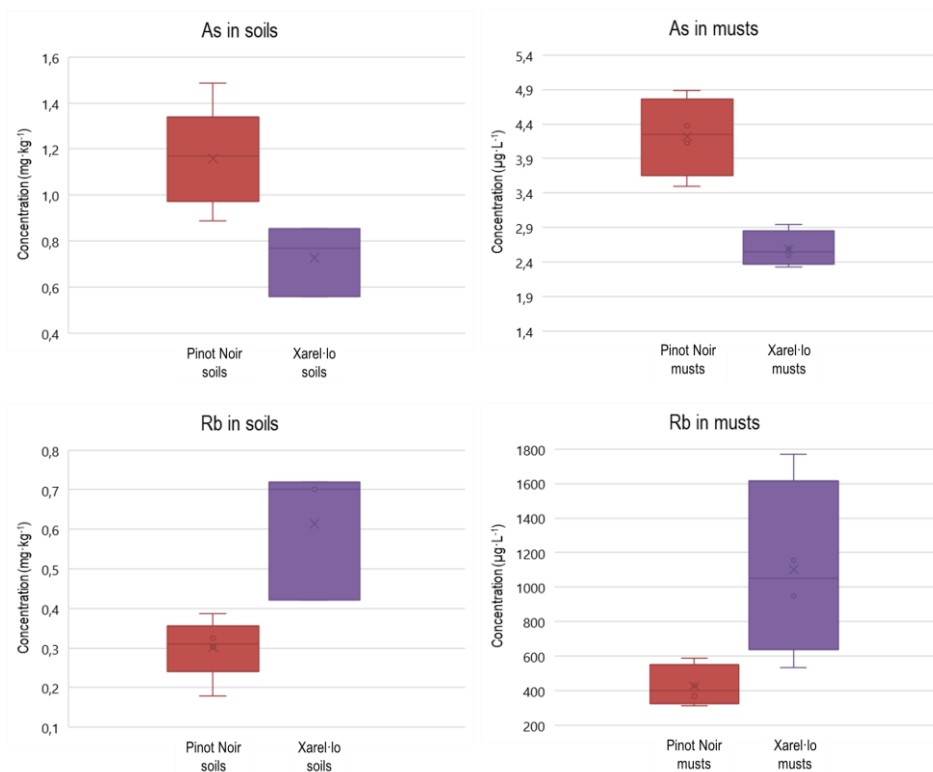 As in soils
Concentration (mg·kg⁻¹)
1,6
1,4
1,2
1,0
0,8
0,6
0,4
Pinot Noir
soils
Xarel·lo
soils
As in musts
Concentration (µg·L⁻¹)
5,4
4,9
4,4
3,9
3,4
2,9
2,4
1,9
1,4
Pinot Noir
musts
Xarel·lo
musts
Rb in soils
Concentration (mg·kg⁻¹)
0,8
0,7
0,6
0,5
0,4
0,3
0,2
0,1
Pinot Noir
soils
Xarel·lo
soils
Rb in musts
Concentration (µg·L⁻¹)
1800
1600
1400
1200
1000
800
600
400
200
Pinot Noir
musts
Xarel·lo
musts